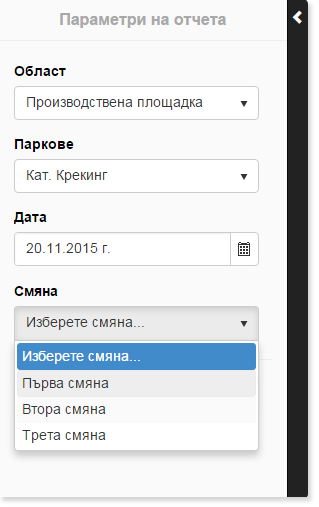 Параметри на отчета
Област
Производствена площадка
Паркове
Кат. Крекинг
Дата
20.11.2015 г.
Смяна
Изберете смяна...
Изберете смяна...
Първа смяна
Втора смяна
Трета смяна